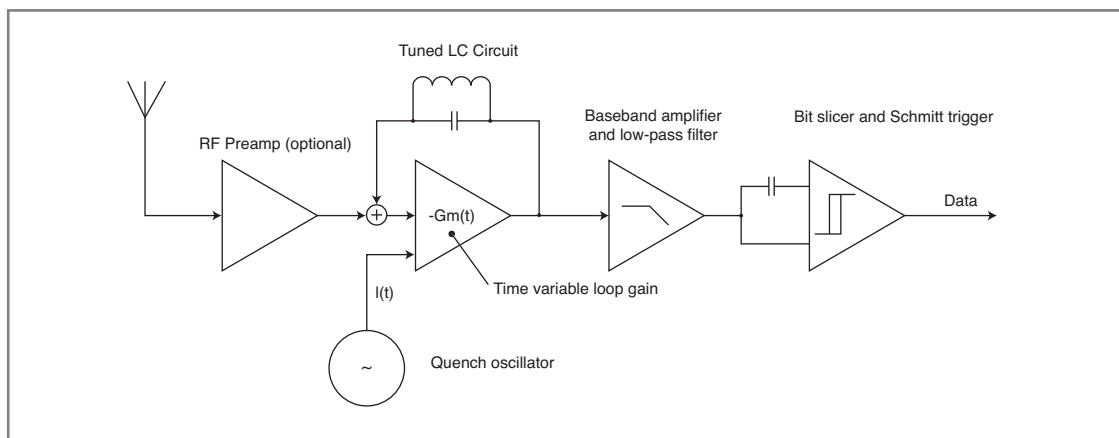 Tuned LC Circuit
RF Preamp (optional)
Baseband amplifier
and low-pass filter
Bit slicer and Schmitt trigger
+
-Gm(t)
Data
I(t)
Time variable loop gain
~
Quench oscillator